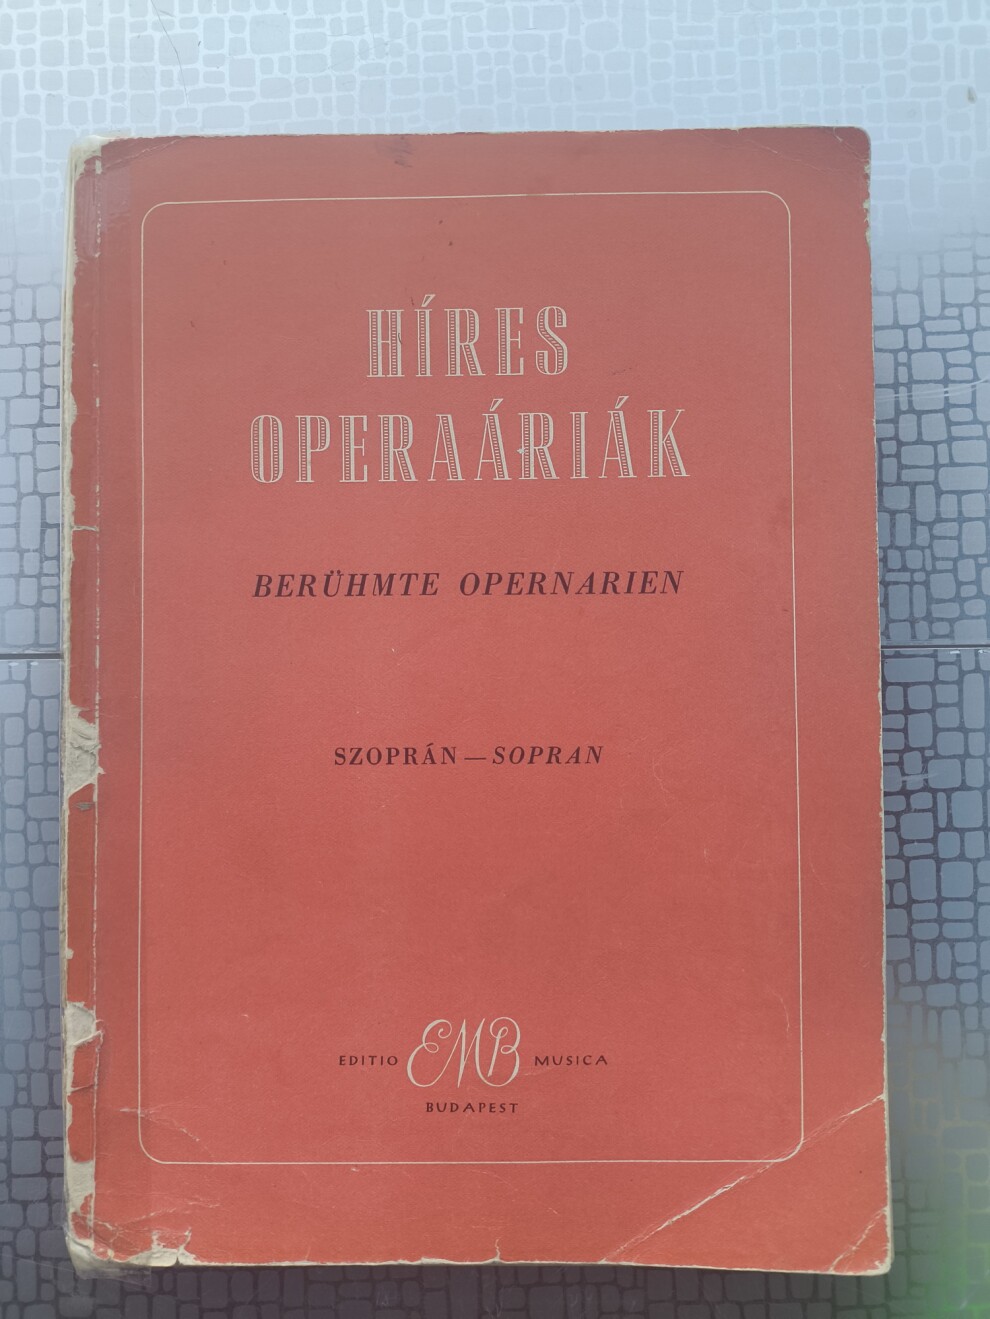 HÍRES
OPERAÁRIÁK
BERÜHMTE OPERNARIEN
SZOPRÁN — SOPRAN
EDITIO EMB MUSICA
BUDAPEST